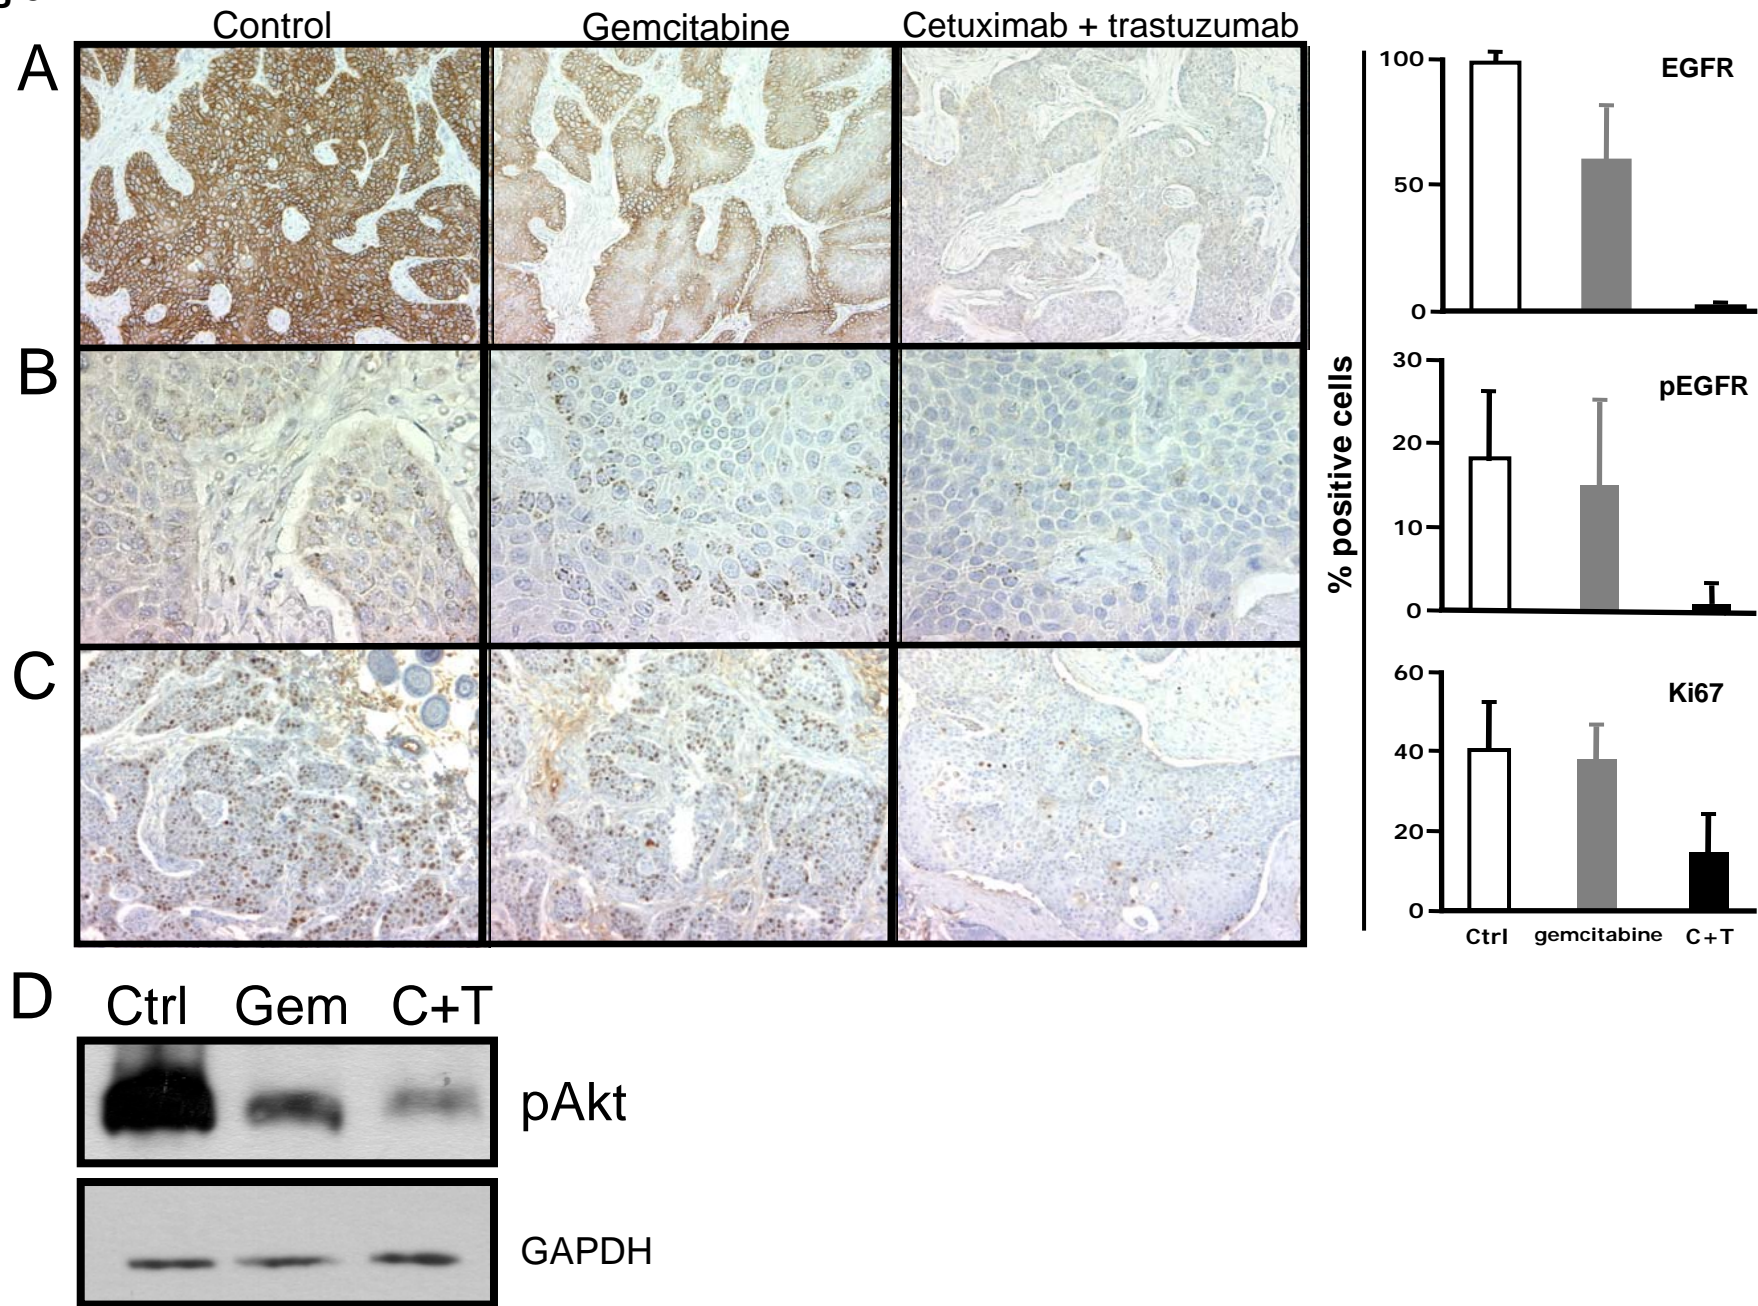 Control Gemcitabine Cetuximab + trastuzumab
A
B
C
% positive cells
100
50
0
EGFR
30
20
10
0
pEGFR
60
40
20
0
Ki67
Ctrl gemcitabine C+T
D
Ctrl Gem C+T
pAkt
GAPDH